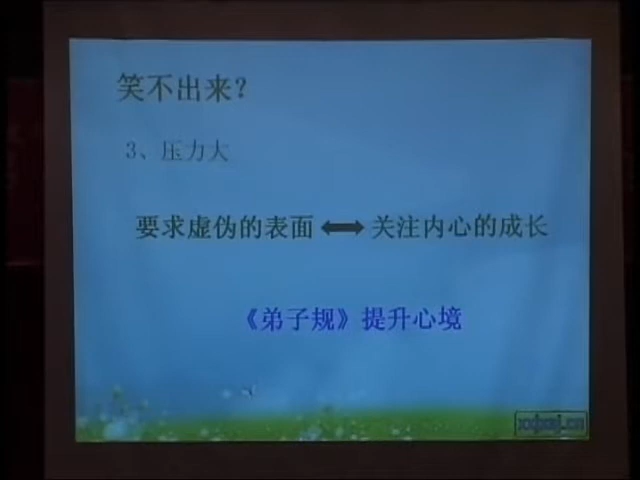 笑不出来？
3、压力大
要求虚伪的表面 ⟷ 关注内心的成长
《弟子规》提升心境